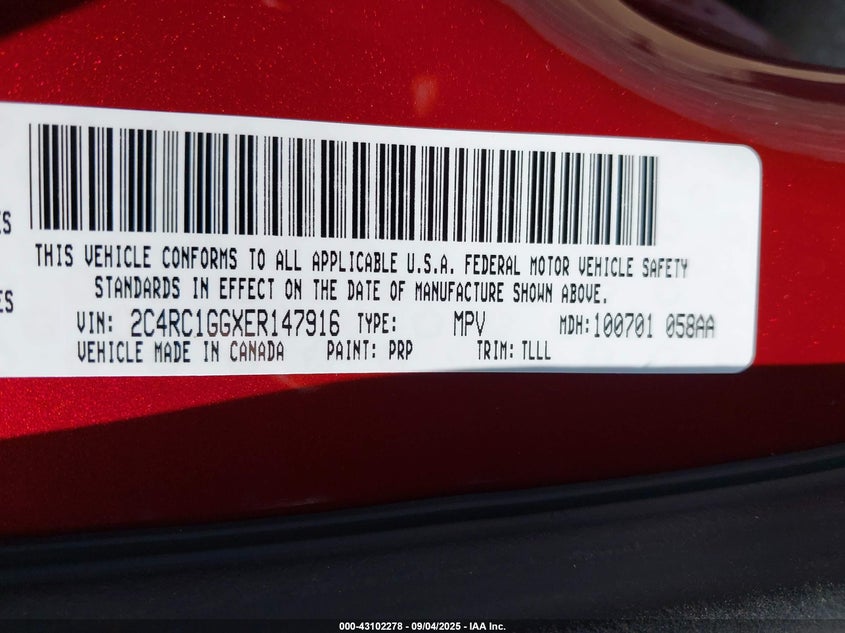 ES
THIS VEHICLE CONFORMS TO ALL APPLICABLE U.S.A. FEDERAL MOTOR VEHICLE SAFETY
STANDARDS IN EFFECT ON THE DATE OF MANUFACTURE SHOWN ABOVE.
ES
VIN: 2C4RC1GGXER147916 TYPE: MPV MDH:100701 058AA
VEHICLE MADE IN CANADA PAINT: PRP TRIM: TLLL
000-43102278 - 09/04/2025 - IAA Inc.